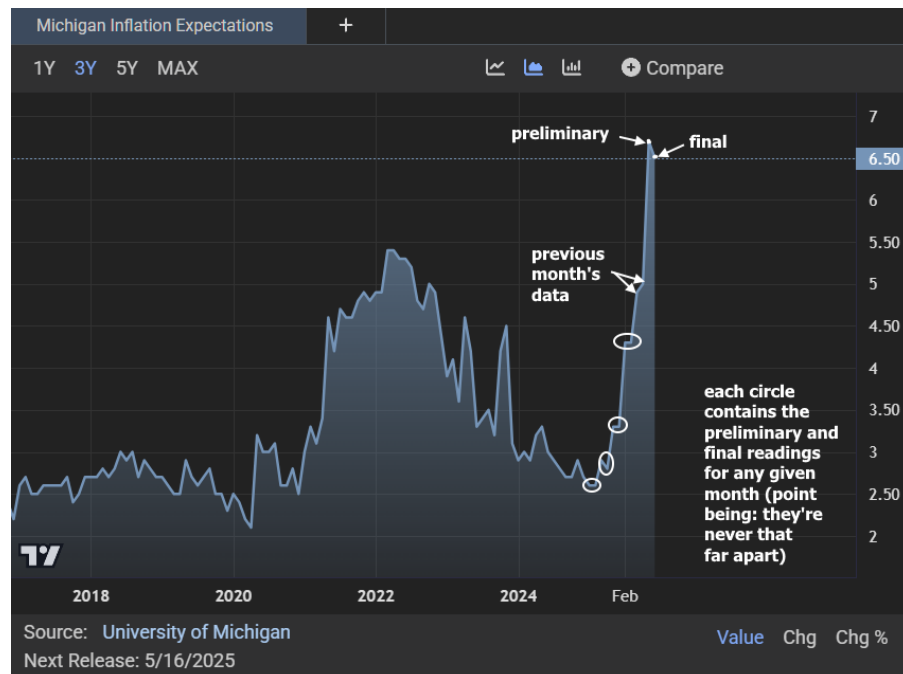 Michigan Inflation Expectations
+
1Y 3Y 5Y MAX
Compare
7
preliminary
final
6.50
6
previous
month's
data
5.50
5
4.50
4
each circle
contains the
preliminary and
final readings
for any given
month (point
being: they're
never that
far apart)
3.50
3
2.50
2
2018 2020 2022 2024 Feb
Source: University of Michigan
Value Chg Chg %
Next Release: 5/16/2025